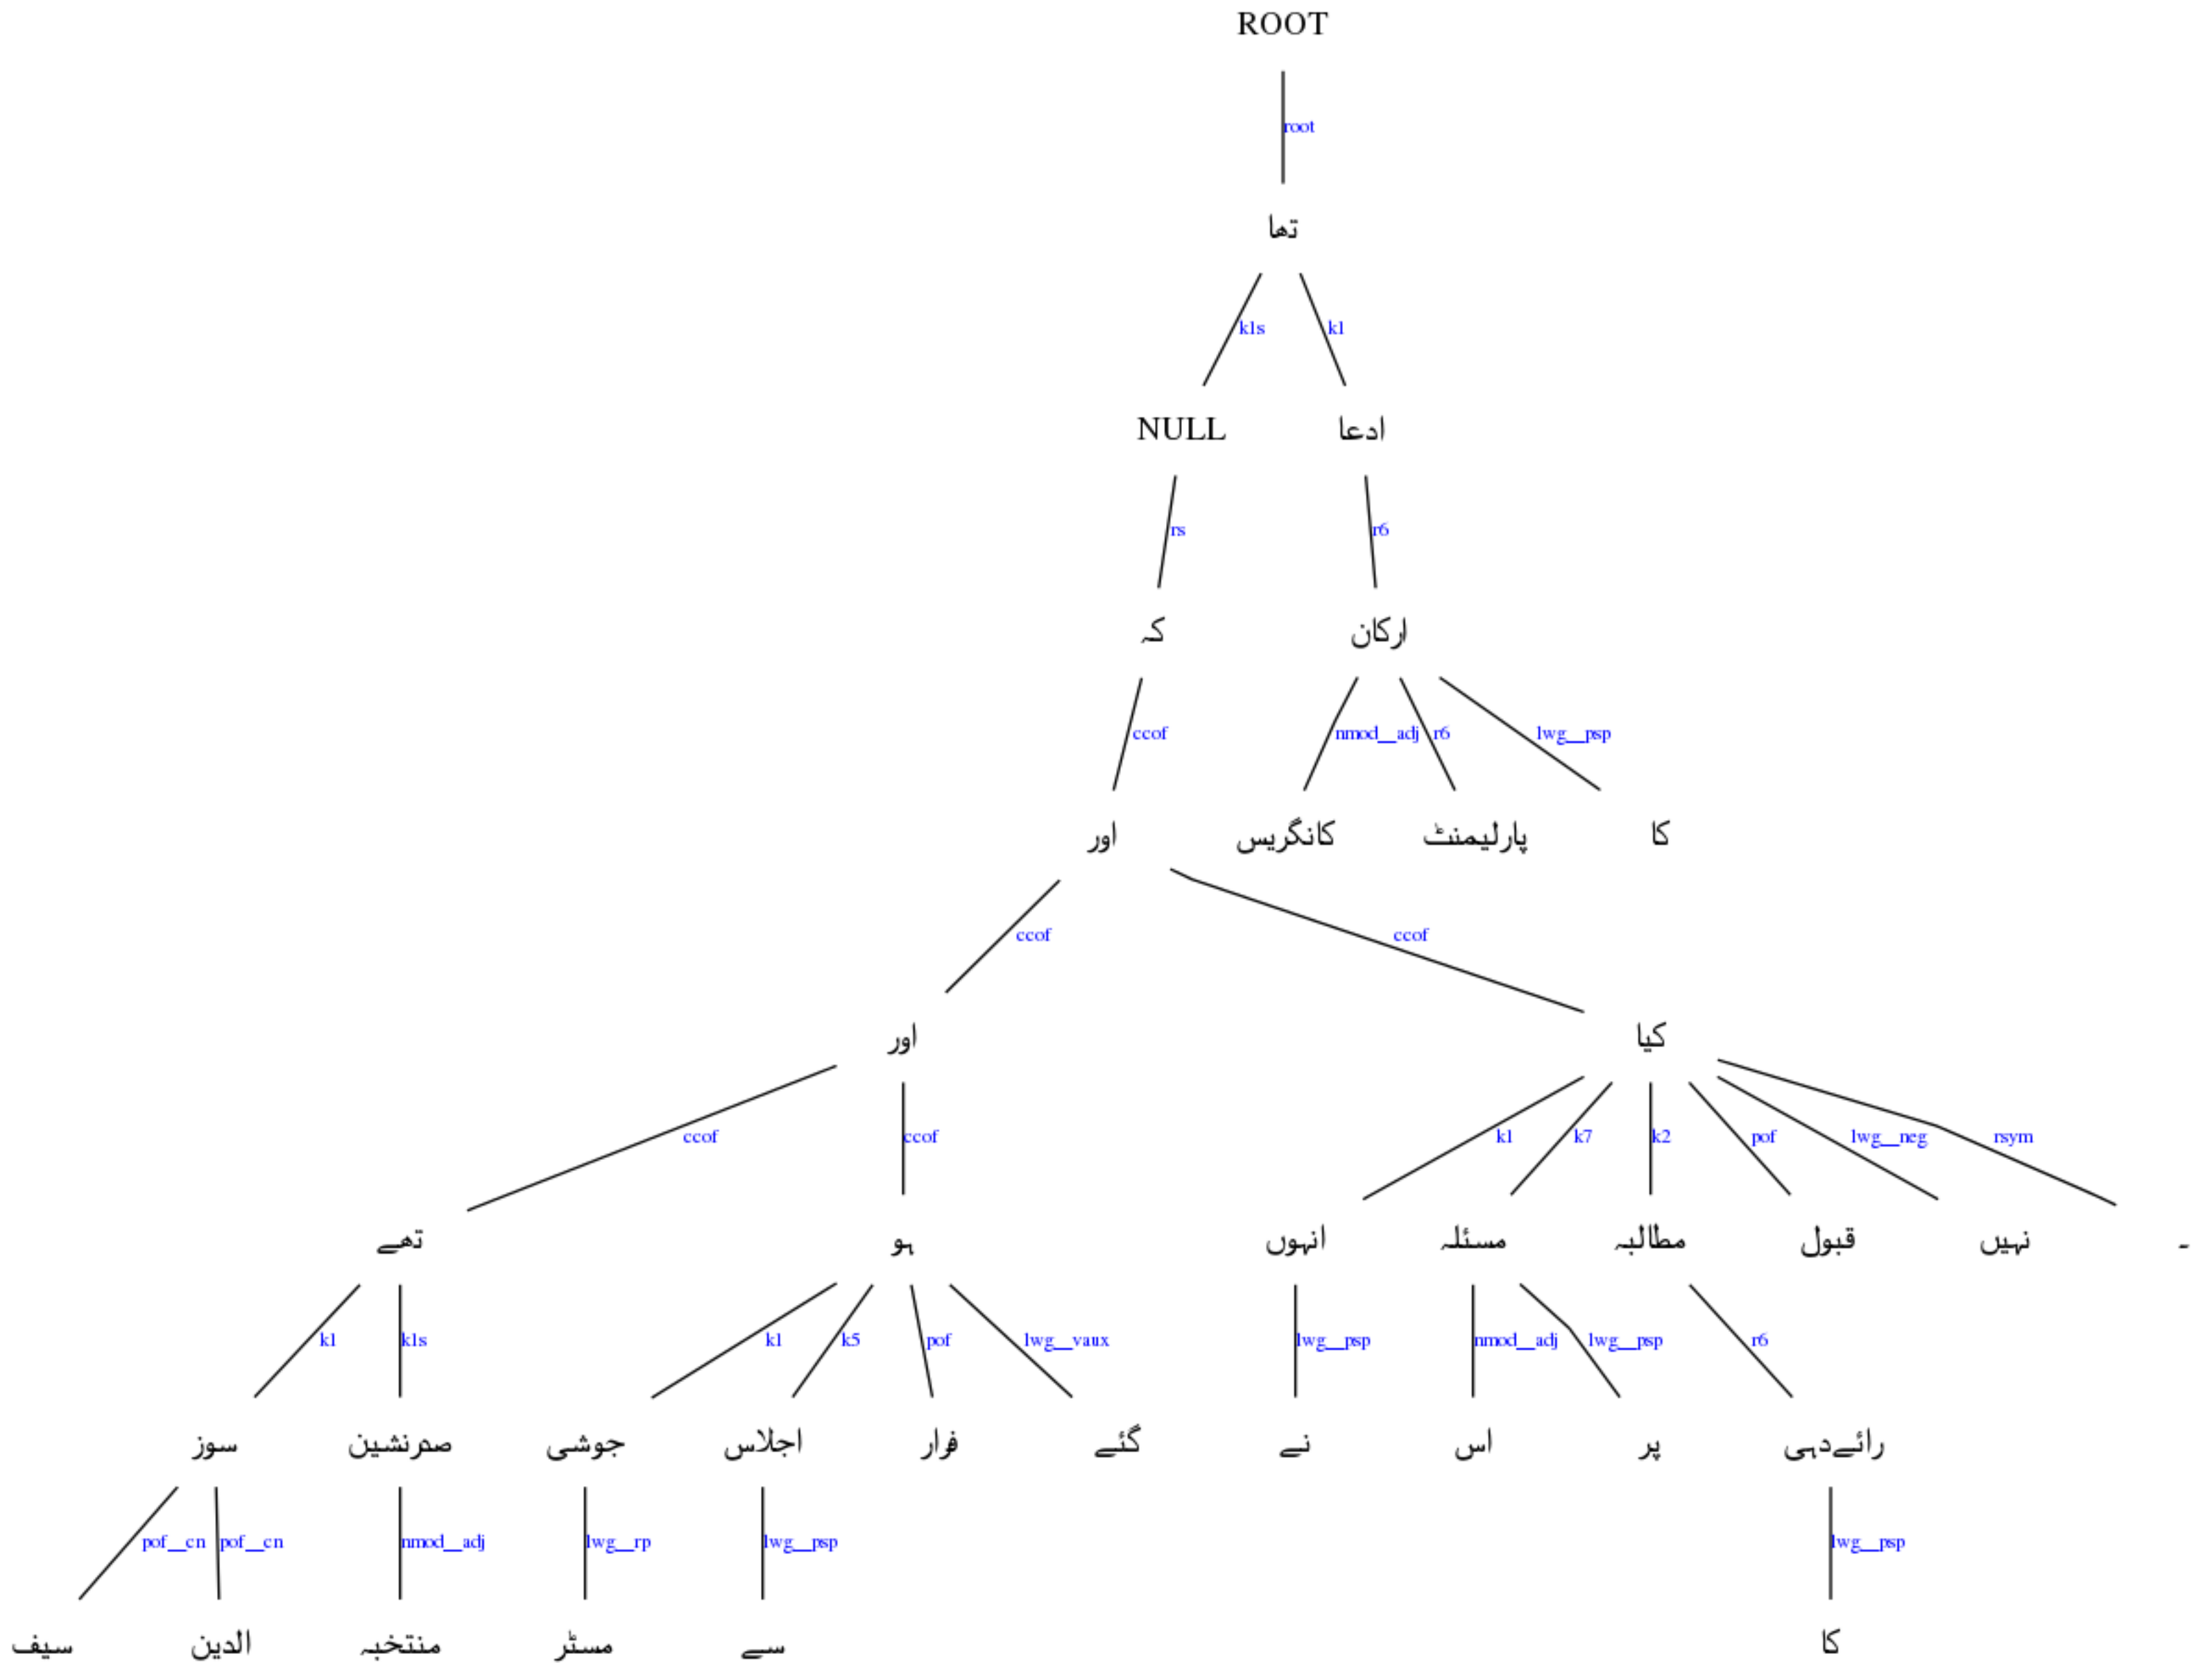 ROOT
root
تھا
k1s k1
NULL ادعا
rs r6
کہ ارکان
ccof nmod__adj r6 lwg__psp
اور کانگریس پارلیمنٹ کا
ccof ccof
اور کیا
ccof ccof k1 k7 k2 pof lwg__neg rsym
تھے ہو انہوں مسئلہ مطالبہ قبول نہیں ۔
k1 k1s k1 k5 pof lwg__vaux lwg__psp nmod__adj lwg__psp r6
سوز صدرنشین جوشی اجلاس فرار گئے نے اس پر رائےدہی
pof__cn pof__cn nmod__adj lwg__rp lwg__psp lwg__psp
سیف الدین منتخبہ مسٹر سے کا